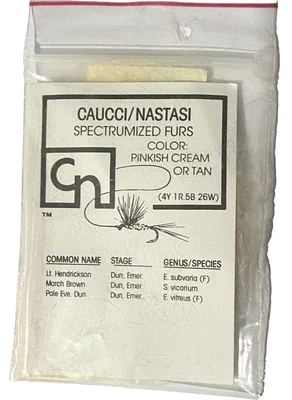 CAUCCI/NASTASI
SPECTRUMIZED FURS
COLOR:
PINKISH CREAM
OR TAN
(4Y 1R.5B 26W)
Cn
TM
COMMON NAME STAGE GENUS/SPECIES
Lt. Hendrickson Dun, Emer. E. subvaria (F)
March Brown Dun, Emer. S. vicarium
Pale Eve. Dun Dun, Emer. E. vitreus (F)